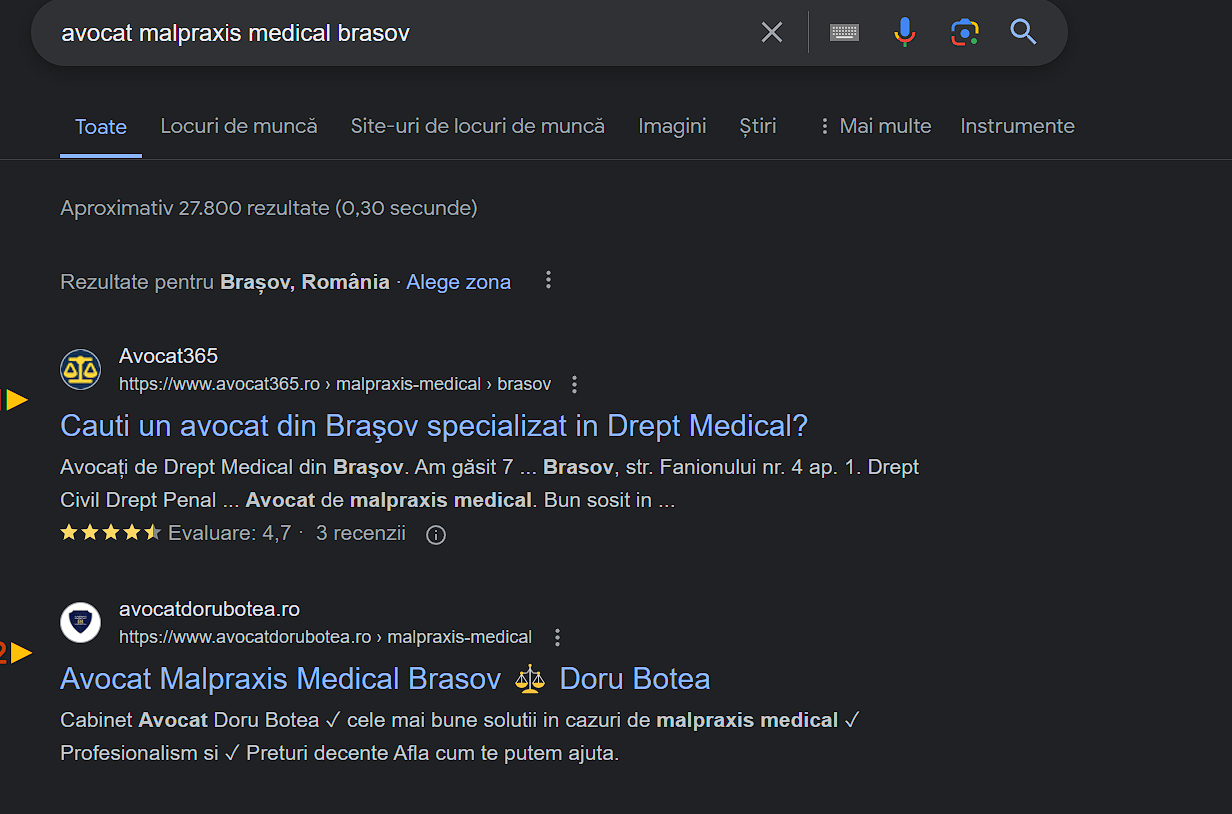 avocat malpraxis medical brasov
Toate Locuri de muncă Site-uri de locuri de muncă Imagini Știri Mai multe Instrumente
Aproximativ 27.800 rezultate (0,30 secunde)
Rezultate pentru Brașov, România · Alege zona
Avocat365
https://www.avocat365.ro › malpraxis-medical › brasov
Cauti un avocat din Braşov specializat in Drept Medical?
Avocați de Drept Medical din Braşov. Am găsit 7 ... Brasov, str. Fanionului nr. 4 ap. 1. Drept
Civil Drept Penal ... Avocat de malpraxis medical. Bun sosit in ...
Evaluare: 4,7 · 3 recenzii
avocatdorubotea.ro
https://www.avocatdorubotea.ro › malpraxis-medical
2
Avocat Malpraxis Medical Brasov ⚖️ Doru Botea
Cabinet Avocat Doru Botea ✓ cele mai bune solutii in cazuri de malpraxis medical ✓
Profesionalism si ✓ Preturi decente Afla cum te putem ajuta.